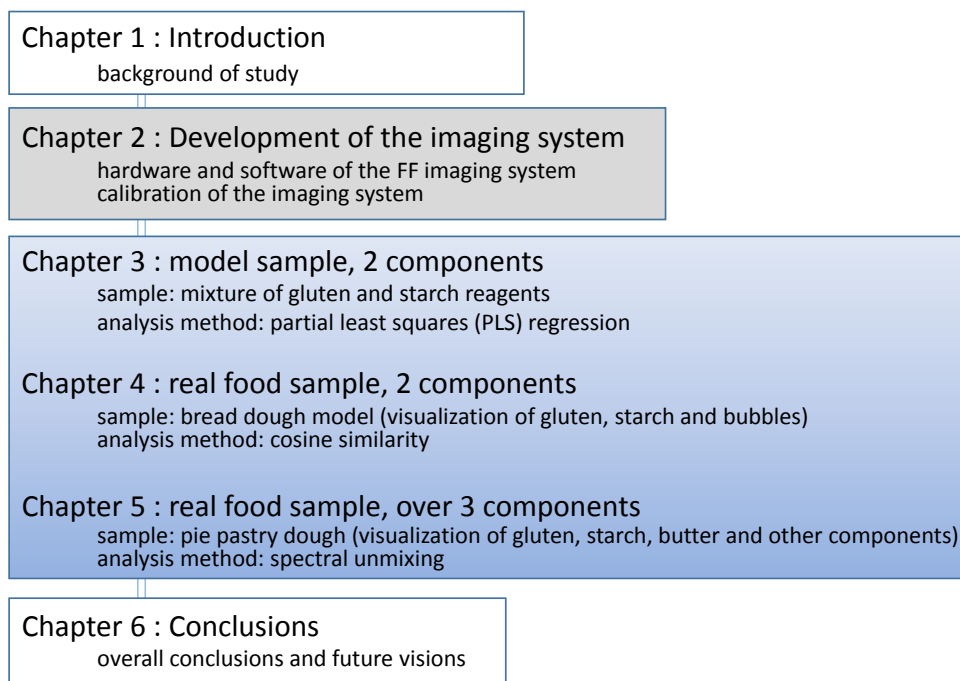 Chapter 1 : Introduction
background of study
Chapter 2 : Development of the imaging system
hardware and software of the FF imaging system
calibration of the imaging system
Chapter 3 : model sample, 2 components
sample: mixture of gluten and starch reagents
analysis method: partial least squares (PLS) regression
Chapter 4 : real food sample, 2 components
sample: bread dough model (visualization of gluten, starch and bubbles)
analysis method: cosine similarity
Chapter 5 : real food sample, over 3 components
sample: pie pastry dough (visualization of gluten, starch, butter and other components)
analysis method: spectral unmixing
Chapter 6 : Conclusions
overall conclusions and future visions